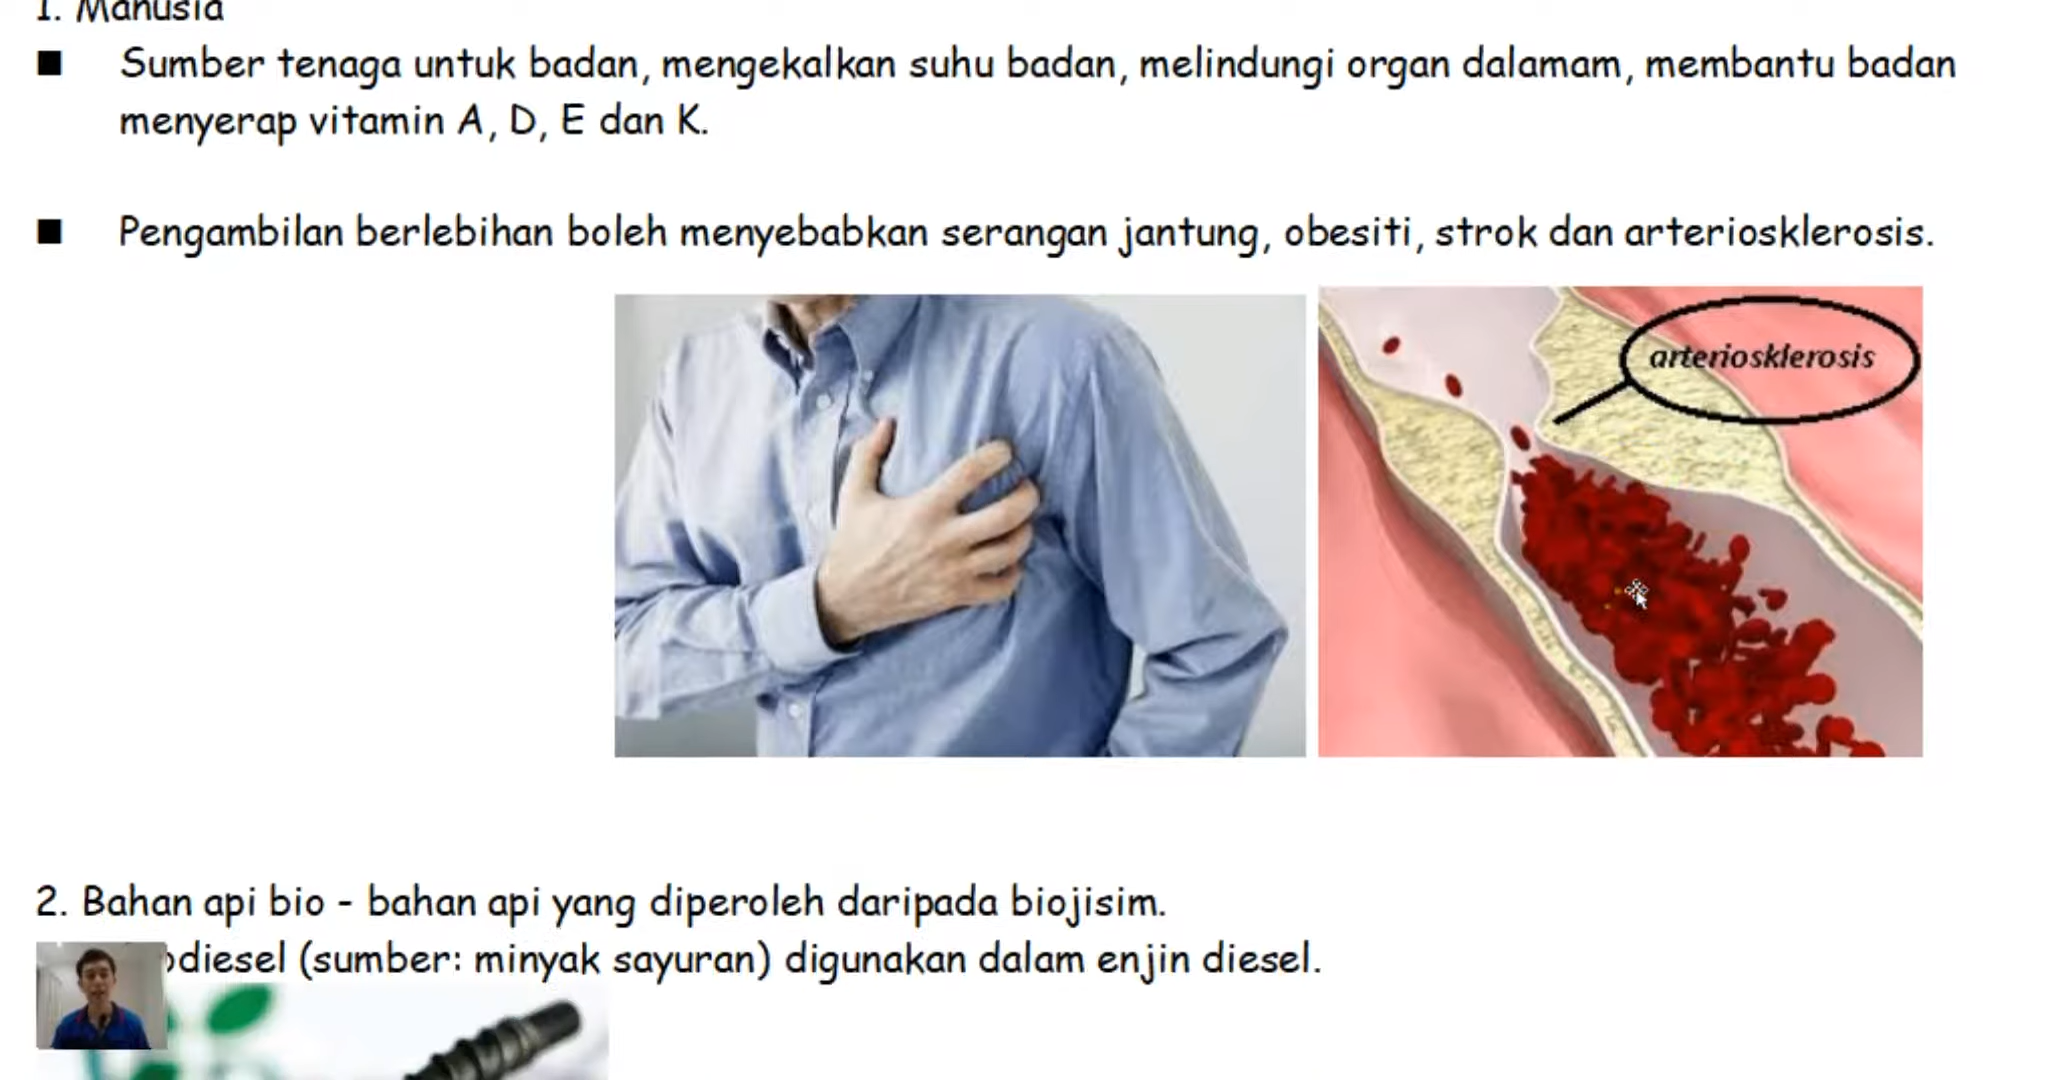 1. Manusia
■ Sumber tenaga untuk badan, mengekalkan suhu badan, melindungi organ dalamam, membantu badan
menyerap vitamin A, D, E dan K.
■ Pengambilan berlebihan boleh menyebabkan serangan jantung, obesiti, strok dan arteriosklerosis.
arteriosklerosis
2. Bahan api bio - bahan api yang diperoleh daripada biojisim.
odiesel (sumber: minyak sayuran) digunakan dalam enjin diesel.